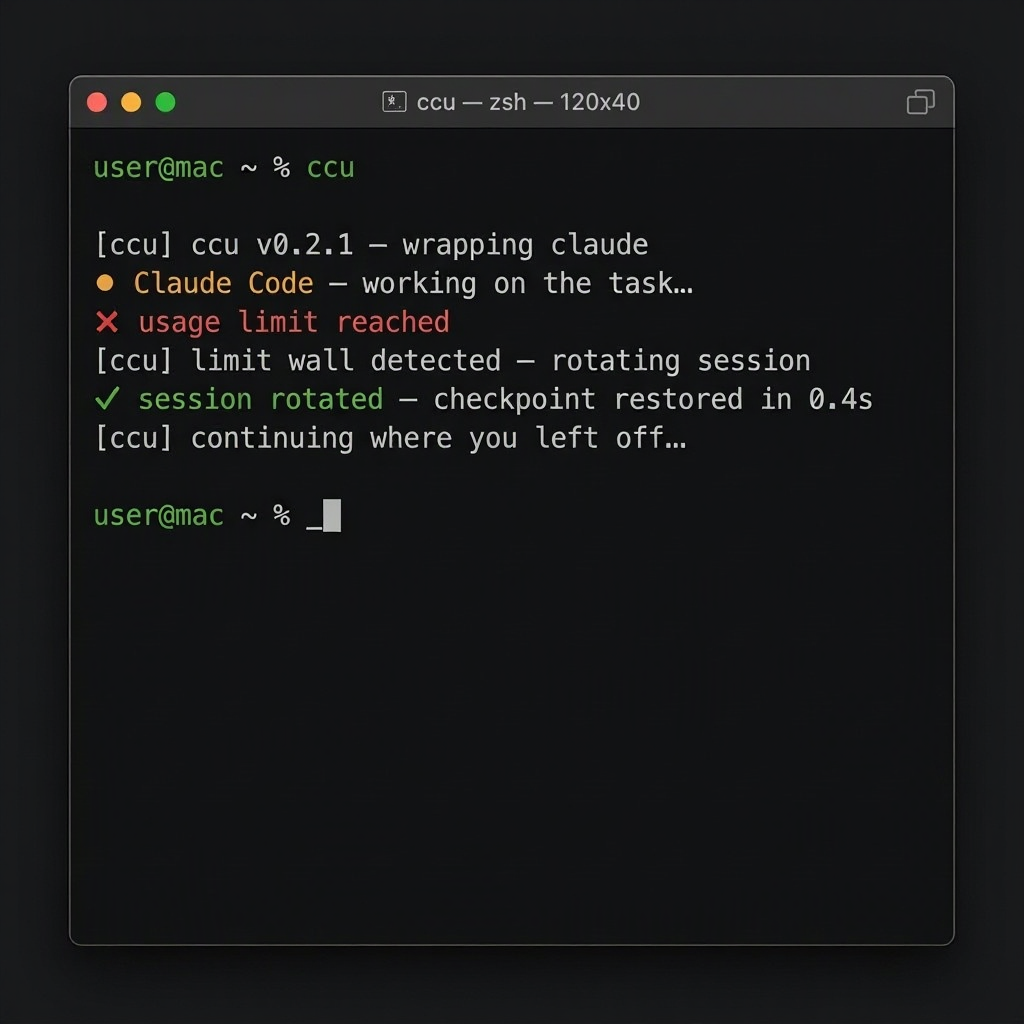 ccu — zsh — 120x40
user@mac ~ % ccu
[ccu] ccu v0.2.1 — wrapping claude
● Claude Code — working on the task…
✗ usage limit reached
[ccu] limit wall detected — rotating session
✓ session rotated — checkpoint restored in 0.4s
[ccu] continuing where you left off…
user@mac ~ % _